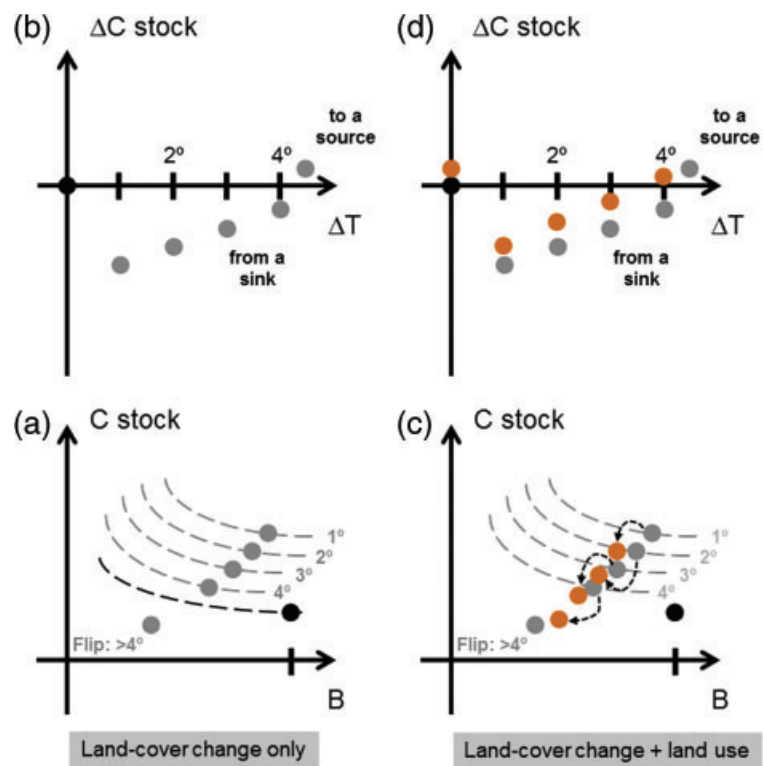 (b)
ΔC stock
to a
source
2º
4º
ΔT
from a
sink
(d)
ΔC stock
to a
source
2º
4º
ΔT
from a
sink
(a)
C stock
1º
2º
3º
4º
Flip: >4º
B
Land-cover change only
(c)
C stock
1º
2º
3º
4º
Flip: >4º
B
Land-cover change + land use